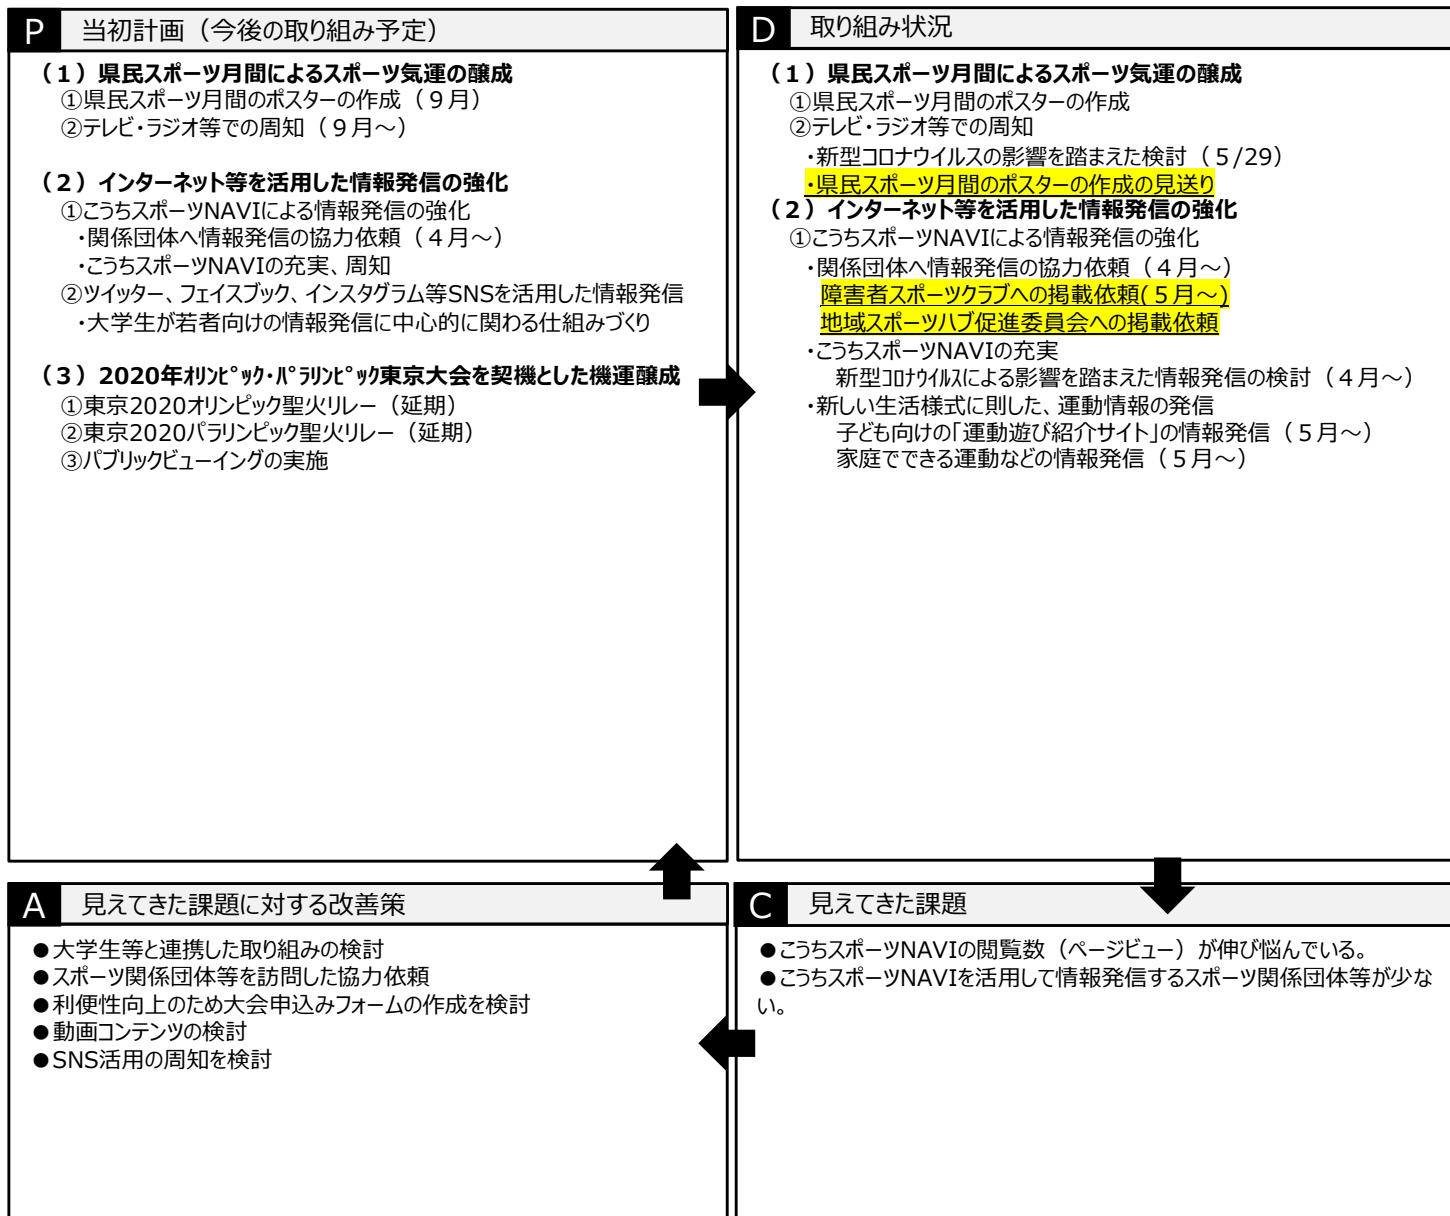 P 当初計画（今後の取り組み予定）
（１）県民スポーツ月間によるスポーツ気運の醸成
①県民スポーツ月間のポスターの作成（９月）
②テレビ・ラジオ等での周知（９月～）
（２）インターネット等を活用した情報発信の強化
①こうちスポーツNAVIによる情報発信の強化
・関係団体へ情報発信の協力依頼（４月～）
・こうちスポーツNAVIの充実、周知
②ツイッター、フェイスブック、インスタグラム等SNSを活用した情報発信
・大学生が若者向けの情報発信に中心的に関わる仕組みづくり
（３）2020年ｵﾘﾝﾋﾟｯｸ・ﾊﾟﾗﾘﾝﾋﾟｯｸ東京大会を契機とした機運醸成
①東京2020オリンピック聖火リレー（延期）
②東京2020パラリンピック聖火リレー（延期）
③パブリックビューイングの実施
D 取り組み状況
（１）県民スポーツ月間によるスポーツ気運の醸成
①県民スポーツ月間のポスターの作成
②テレビ・ラジオ等での周知
・新型コロナウイルスの影響を踏まえた検討（５/29）
・県民スポーツ月間のポスターの作成の見送り
（２）インターネット等を活用した情報発信の強化
①こうちスポーツNAVIによる情報発信の強化
・関係団体へ情報発信の協力依頼（４月～）
障害者スポーツクラブへの掲載依頼(５月～)
地域スポーツハブ促進委員会への掲載依頼
・こうちスポーツNAVIの充実
新型ｺﾛﾅｳｲﾙｽによる影響を踏まえた情報発信の検討（４月～）
・新しい生活様式に則した、運動情報の発信
子ども向けの「運動遊び紹介サイト」の情報発信（５月～）
家庭でできる運動などの情報発信（５月～）
A 見えてきた課題に対する改善策
●大学生等と連携した取り組みの検討
●スポーツ関係団体等を訪問した協力依頼
●利便性向上のため大会申込みフォームの作成を検討
●動画コンテンツの検討
●SNS活用の周知を検討
C 見えてきた課題
●こうちスポーツNAVIの閲覧数（ページビュー）が伸び悩んでいる。
●こうちスポーツNAVIを活用して情報発信するスポーツ関係団体等が少な
い。